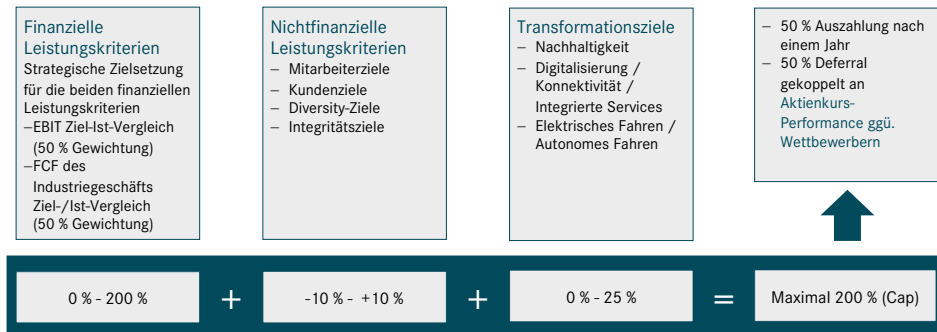 Finanzielle
Leistungskriterien
Strategische Zielsetzung
für die beiden finanziellen
Leistungskriterien
–EBIT Ziel-Ist-Vergleich
(50 % Gewichtung)
–FCF des
Industriegeschäfts
Ziel-/Ist-Vergleich
(50 % Gewichtung)
Nichtfinanzielle
Leistungskriterien
– Mitarbeiterziele
– Kundenziele
– Diversity-Ziele
– Integritätsziele
Transformationsziele
– Nachhaltigkeit
– Digitalisierung /
Konnektivität /
Integrierte Services
– Elektrisches Fahren /
Autonomes Fahren
– 50 % Auszahlung nach
einem Jahr
– 50 % Deferral
gekoppelt an
Aktienkurs-
Performance ggü.
Wettbewerbern
0 % - 200 %
+
-10 % - +10 %
+
0 % - 25 %
=
Maximal 200 % (Cap)